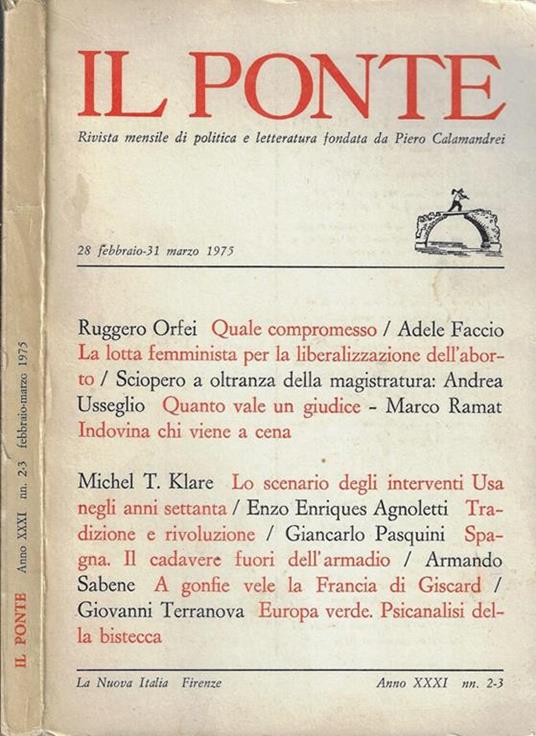 IL PONTE
Rivista mensile di politica e letteratura fondata da Piero Calamandrei
28 febbraio-31 marzo 1975
Ruggero Orfei Quale compromesso / Adele Faccio
La lotta femminista per la liberalizzazione dell'abor-
to / Sciopero a oltranza della magistratura: Andrea
Usseglio Quanto vale un giudice - Marco Ramat
Indovina chi viene a cena
Michel T. Klare Lo scenario degli interventi Usa
negli anni settanta / Enzo Enriques Agnoletti Tra-
dizione e rivoluzione / Giancarlo Pasquini Spa-
gna. Il cadavere fuori dell'armadio / Armando
Sabene A gonfie vele la Francia di Giscard /
Giovanni Terranova Europa verde. Psicanalisi del-
la bistecca
La Nuova Italia Firenze Anno XXXI nn. 2-3
IL PONTE Anno XXXI nn. 2-3 febbraio-marzo 1975